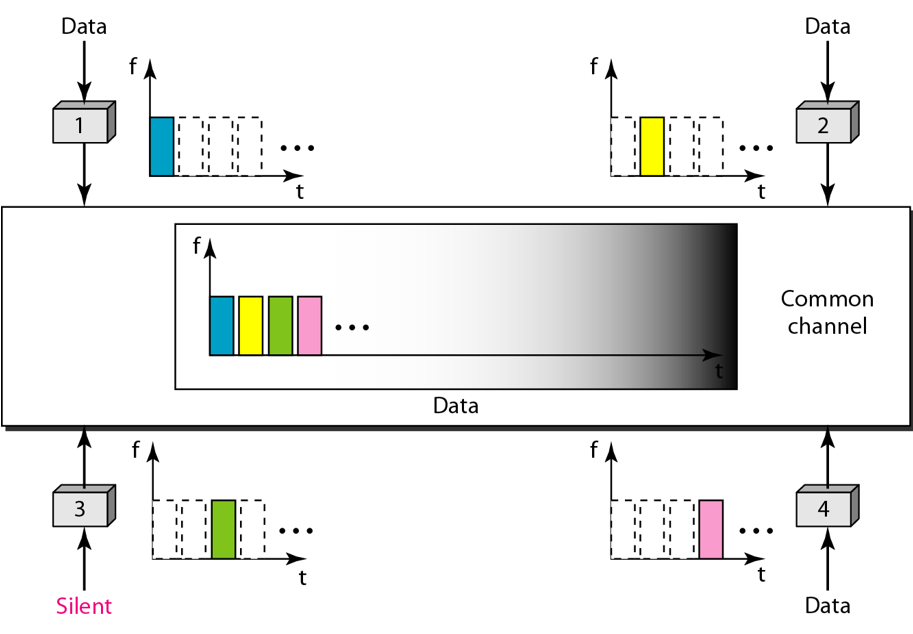 Data
Data
f
f
1
2
• • •
• • •
t
t
f
Common
channel
• • •
t
Data
f
f
3
4
• • •
• • •
t
t
Silent
Data